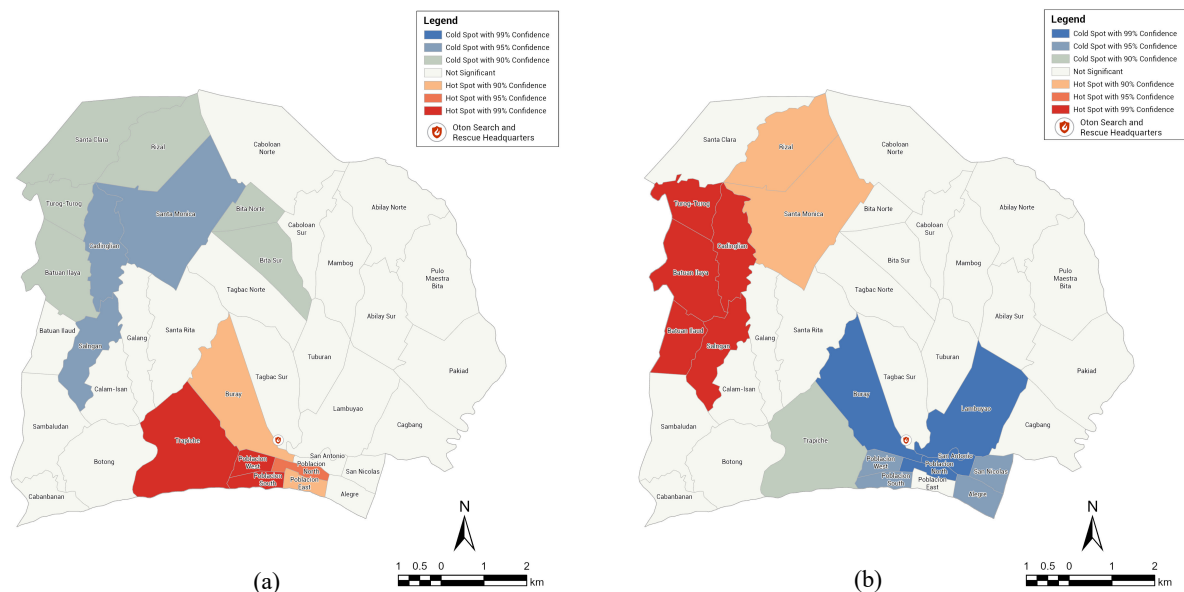 Legend
Cold Spot with 99% Confidence
Cold Spot with 95% Confidence
Cold Spot with 90% Confidence
Not Significant
Hot Spot with 90% Confidence
Hot Spot with 95% Confidence
Hot Spot with 99% Confidence
Oton Search and
Rescue Headquarters
Santa Clara
Rizal
Caboloan
Norte
Turog-Turog
Santa Monica
Bita Norte
Abilay Norte
Caboloan
Sur
Cadinglian
Batuan Ilaya
Bita Sur
Mambog
Pulo
Maestra
Bita
Tagbac Norte
Batuan Ilaud
Santa Rita
Abilay Sur
Salngan
Galang
Tuburan
Calam-Isan
Tagbac Sur
Pakiad
Buray
Lambuyao
Sambaludan
Cagbang
Trapiche
Botong
San Antonio
Poblacion
West
Poblacion
North
San Nicolas
Poblacion
South
Poblacion
East
Alegre
Cabanbanan
N
1 0.5 0 1 2
km
(a)
Legend
Cold Spot with 99% Confidence
Cold Spot with 95% Confidence
Cold Spot with 90% Confidence
Not Significant
Hot Spot with 90% Confidence
Hot Spot with 95% Confidence
Hot Spot with 99% Confidence
Oton Search and
Rescue Headquarters
Santa Clara
Rizal
Caboloan
Norte
Turog-Turog
Santa Monica
Bita Norte
Abilay Norte
Caboloan
Sur
Cadinglian
Batuan Ilaya
Bita Sur
Mambog
Pulo
Maestra
Bita
Tagbac Norte
Batuan Ilaud
Santa Rita
Abilay Sur
Salngan
Galang
Tuburan
Calam-Isan
Tagbac Sur
Pakiad
Buray
Lambuyao
Sambaludan
Cagbang
Trapiche
Botong
San Antonio
Poblacion
West
Poblacion
North
San Nicolas
Poblacion
South
Poblacion
East
Alegre
Cabanbanan
N
1 0.5 0 1 2
km
(b)